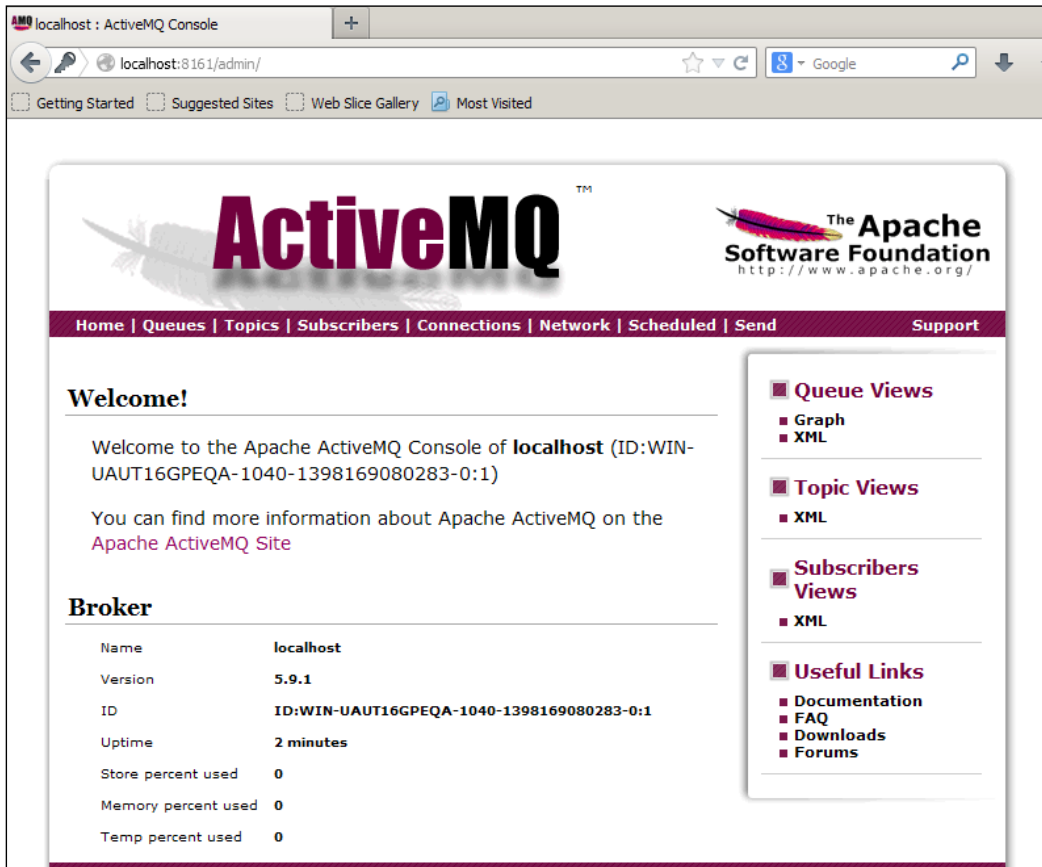 localhost : ActiveMQ Console
localhost:8161/admin/
Google
Getting Started Suggested Sites Web Slice Gallery Most Visited
ActiveMQ ™
The Apache
Software Foundation
http://www.apache.org/
Home | Queues | Topics | Subscribers | Connections | Network | Scheduled | Send Support
Welcome!
Welcome to the Apache ActiveMQ Console of localhost (ID:WIN-
UAUT16GPEQA-1040-1398169080283-0:1)
You can find more information about Apache ActiveMQ on the
Apache ActiveMQ Site
Broker
Name localhost
Version 5.9.1
ID ID:WIN-UAUT16GPEQA-1040-1398169080283-0:1
Uptime 2 minutes
Store percent used 0
Memory percent used 0
Temp percent used 0
Queue Views
Graph
XML
Topic Views
XML
Subscribers
Views
XML
Useful Links
Documentation
FAQ
Downloads
Forums